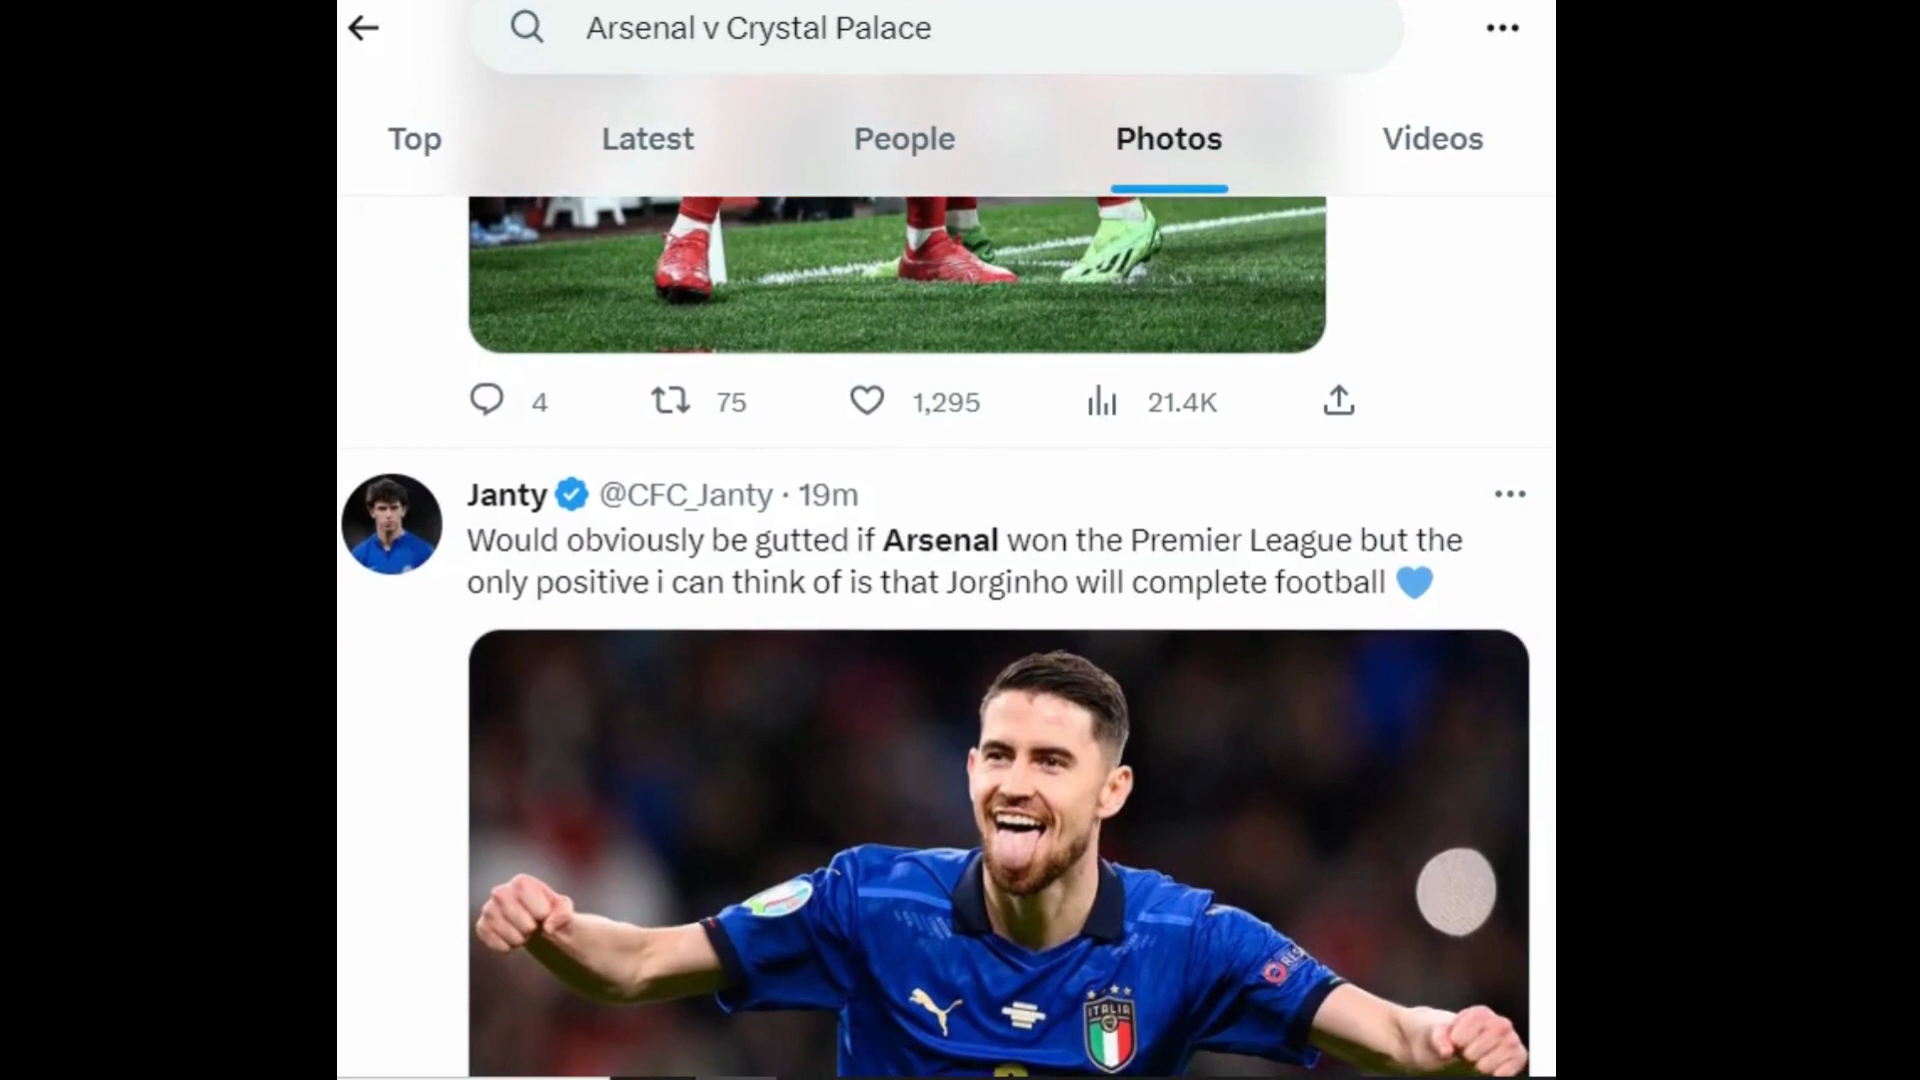 Arsenal v Crystal Palace
Top Latest People Photos Videos
4 75 1,295 21.4K
Janty @CFC_Janty · 19m
Would obviously be gutted if Arsenal won the Premier League but the
only positive i can think of is that Jorginho will complete football
ITALIA